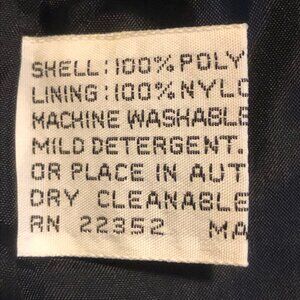 SHELL: 100% POLY
LINING: 100% NYLO
MACHINE WASHABLE
MILD DETERGENT.
OR PLACE IN AUT
DRY CLEANABLE
RN 22352 MA